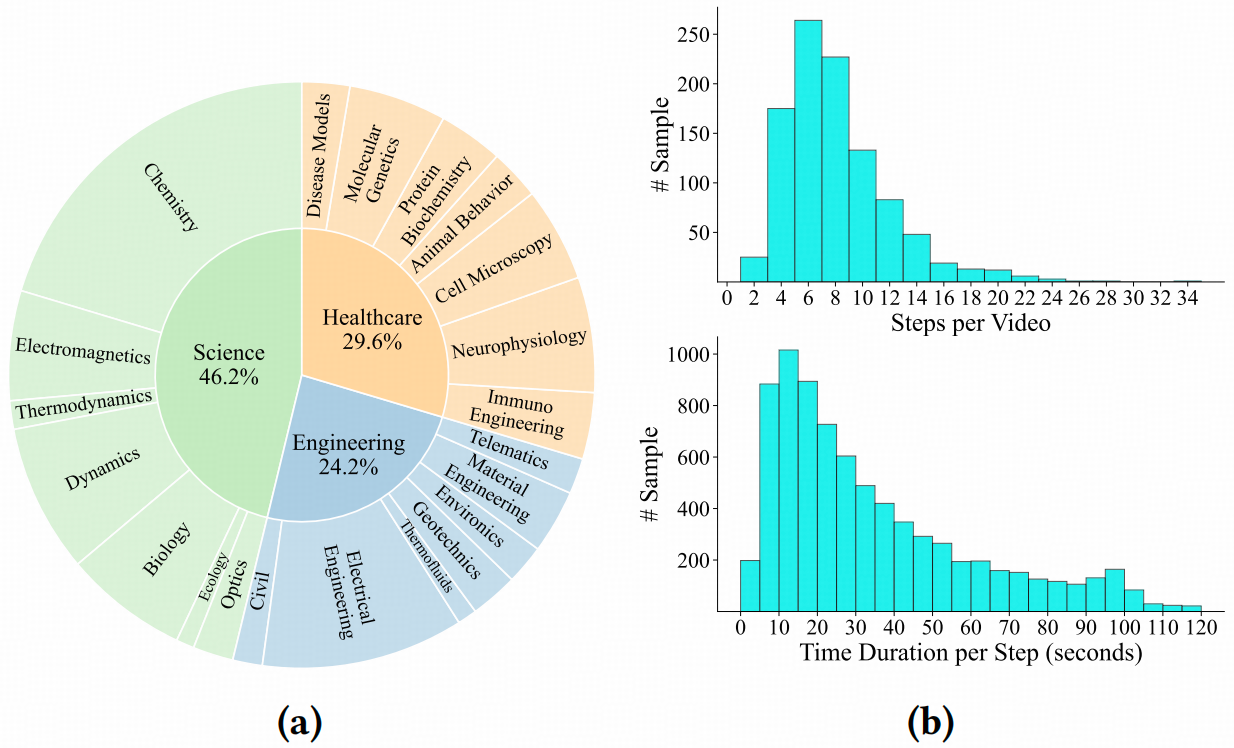 Disease Models
Molecular
Genetics
Protein
Biochemistry
Animal Behavior
Cell Microscopy
Neurophysiology
Immuno
Engineering
Healthcare
29.6%
Chemistry
Electromagnetics
Thermodynamics
Dynamics
Biology
Ecology
Optics
Science
46.2%
Engineering
24.2%
Telematics
Material
Engineering
Environics
Geotechnics
Thermofluids
Electrical
Engineering
Civil
(a)
# Sample
250
200
150
100
50
0 2 4 6 8 10 12 14 16 18 20 22 24 26 28 30 32 34
Steps per Video
# Sample
1000
800
600
400
200
0 10 20 30 40 50 60 70 80 90 100 110 120
Time Duration per Step (seconds)
(b)